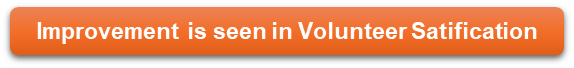 Improvement is seen in Volunteer Satification